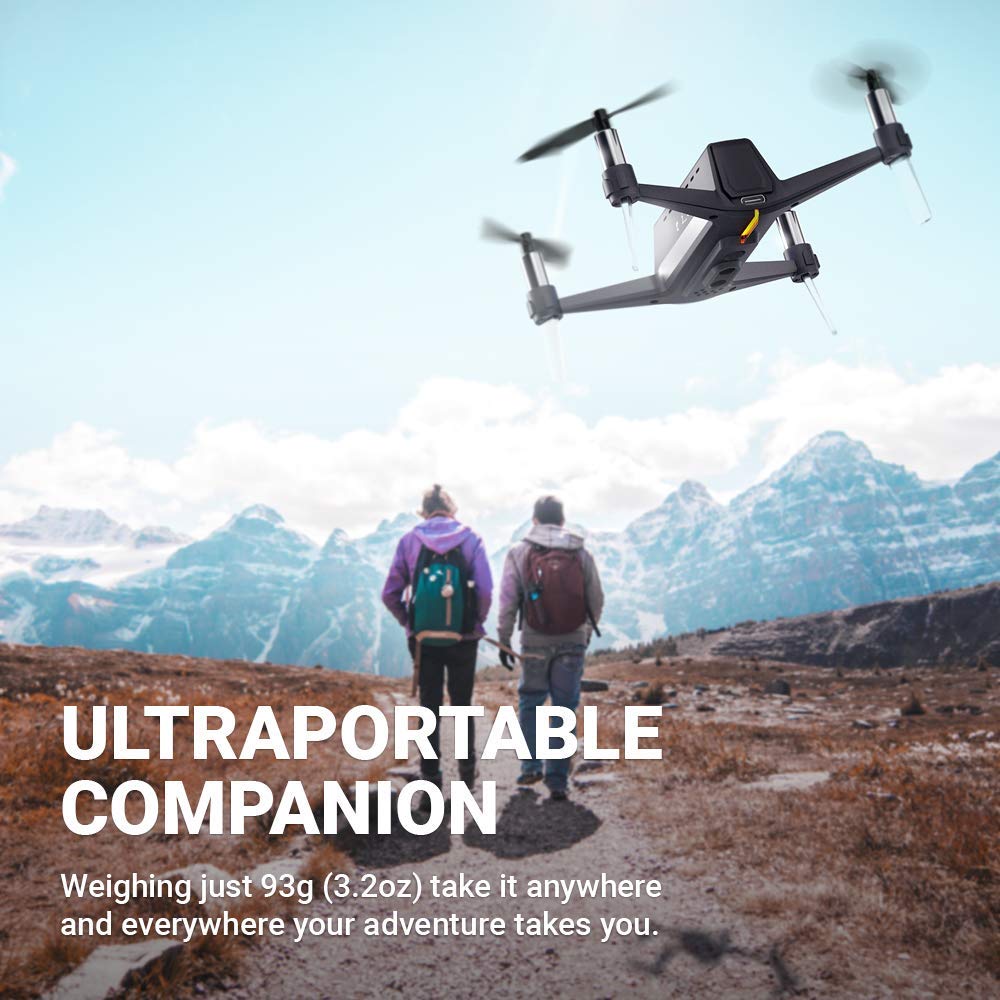 ULTRAPORTABLE
COMPANION
Weighing just 93g (3.2oz) take it anywhere
and everywhere your adventure takes you.